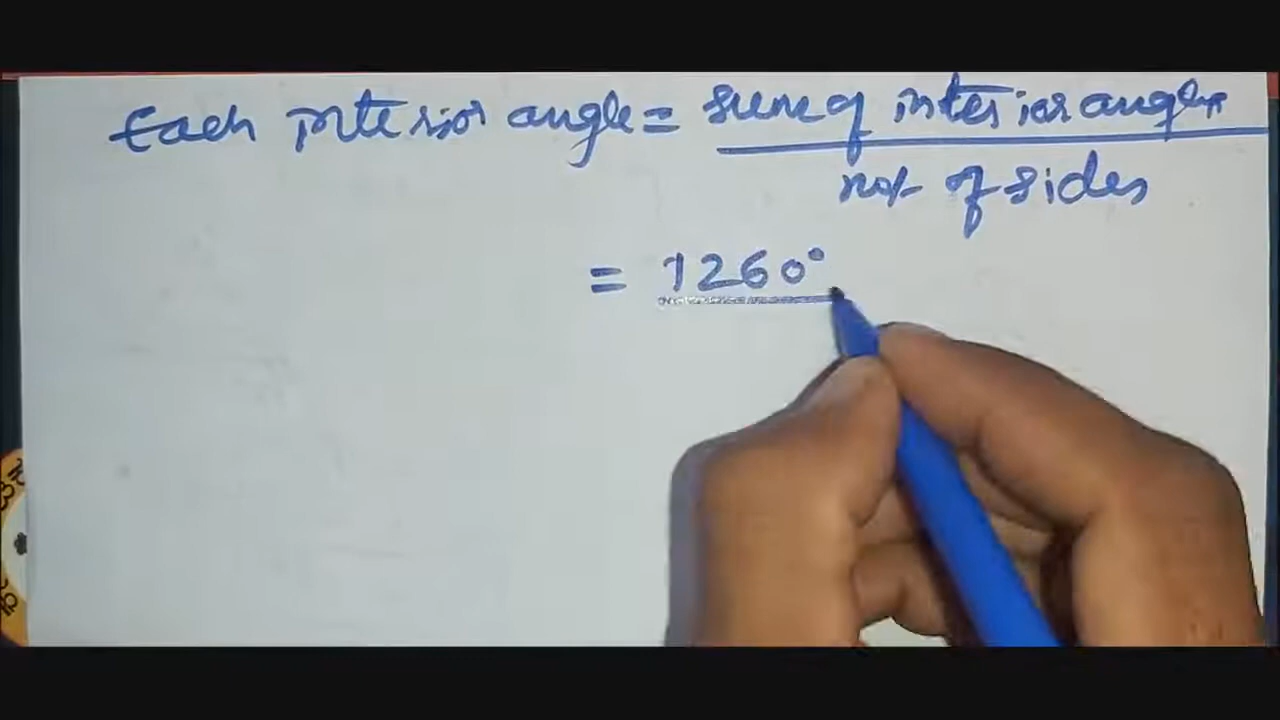 Each interior angle = sum of interior angles
no. of sides
= 1260°